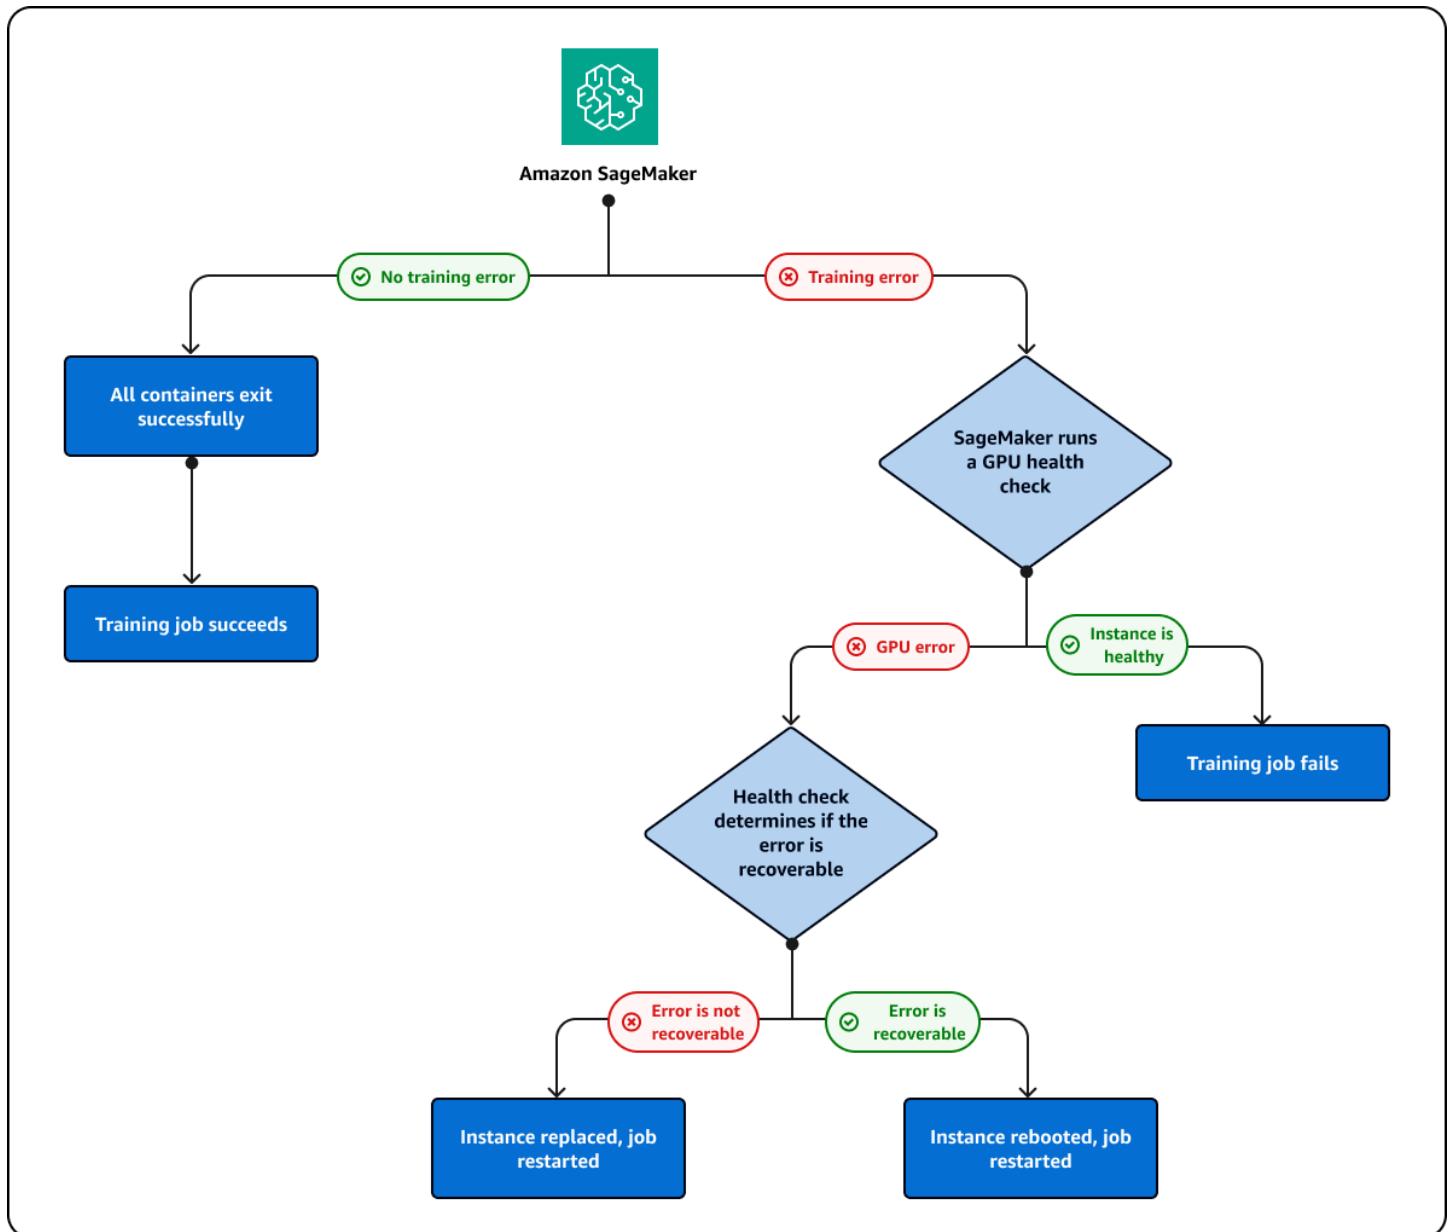 Amazon SageMaker
No training error
Training error
All containers exit
successfully
SageMaker runs
a GPU health
check
Training job succeeds
GPU error
Instance is
healthy
Training job fails
Health check
determines if the
error is
recoverable
Error is not
recoverable
Error is
recoverable
Instance replaced, job
restarted
Instance rebooted, job
restarted